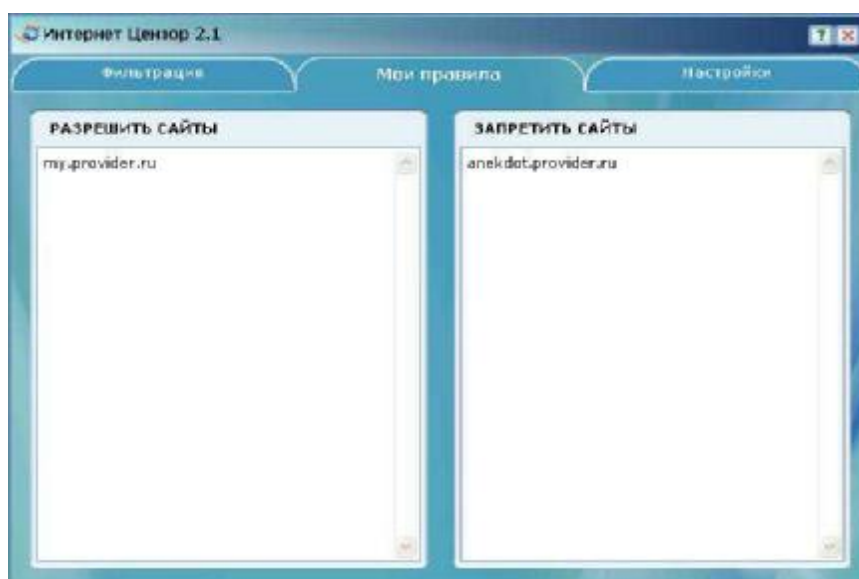 Интернет Цензор 2.1
Фильтрация
Мои правила
Настройки
РАЗРЕШИТЬ САЙТЫ
ЗАПРЕТИТЬ САЙТЫ
my.provider.ru
anekdot.provider.ru